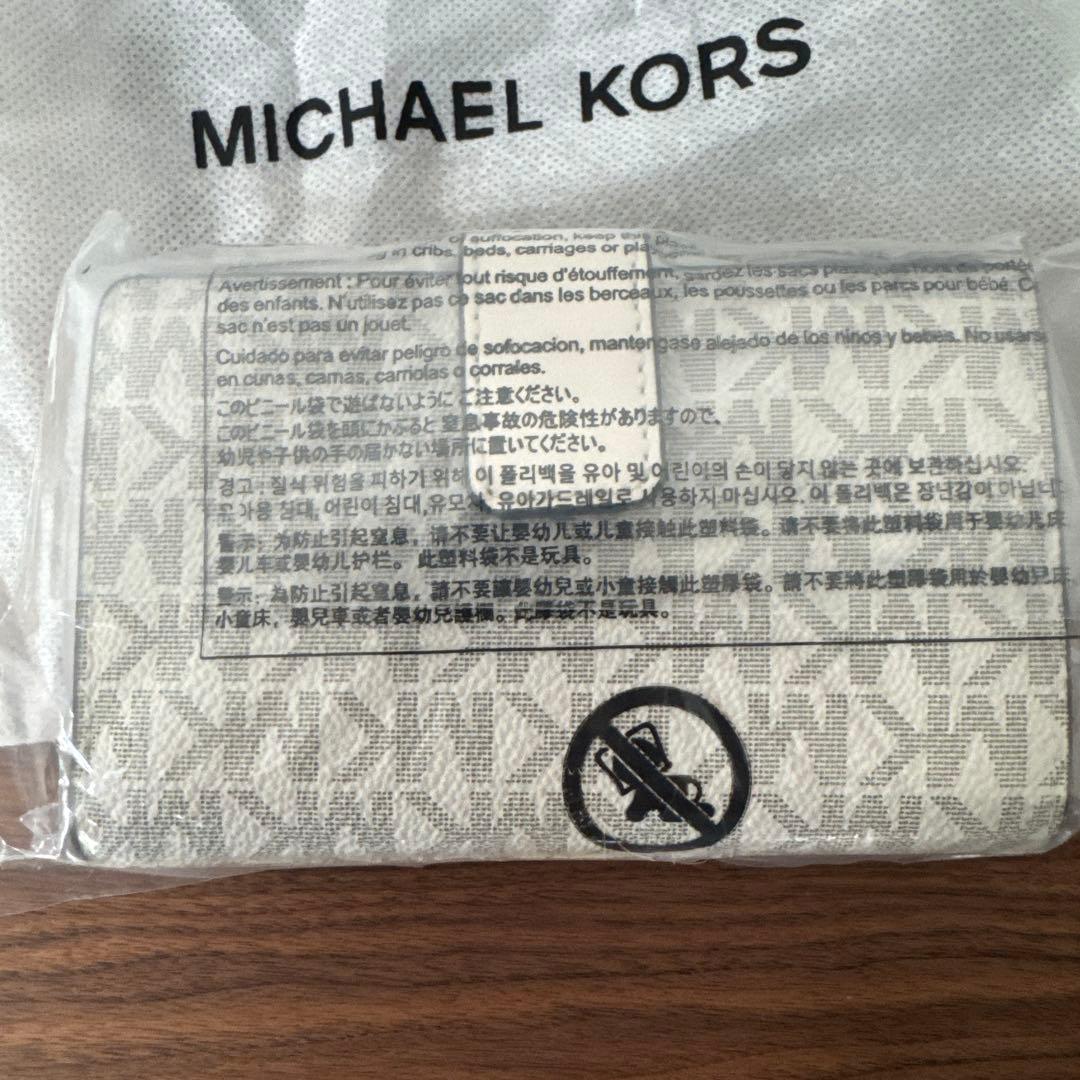 MICHAEL KORS
of suffocation, keep this
in cribs, beds, carriages or
Avertissement : Pour éviter tout risque d'étouffement, gardez les sacs plastiques hors de
des enfants. N'utilisez pas ce sac dans les berceaux, les poussettes ou les parcs pour bébé. Ce
sac n'est pas un jouet.
Cuidado para evitar peligro de sofocacion, mantengase alejado de los ninos y bebes. No usarse
en cunas, camas, carriolas o corrales.
このビニール袋で遊ばないようにご注意ください。
このビニール袋を頭にかぶると 窒息事故の危険性がありますので、
幼児や子供の手の届かない場所に置いてください。
경고 : 질식 위험을 피하기 위해 이 폴리백을 유아 및 어린이의 손이 닿지 않는 곳에 보관하십시오.
침대, 어린이 침대, 유모차, 유아가드레일로 사용하지 마십시오. 이 폴리백은 장난감이 아닙니
警示：为防止引起窒息，请不要让婴幼儿或儿童接触此塑料袋。请不要将此塑料袋用于婴幼儿床
婴儿车或婴幼儿护栏。此塑料袋不是玩具。
警示：為防止引起窒息，請不要讓嬰幼兒或小童接觸此塑膠袋。請不要將此塑膠袋用於嬰幼兒床
小童床，嬰兒車或者嬰幼兒護欄。此膠袋不是玩具。